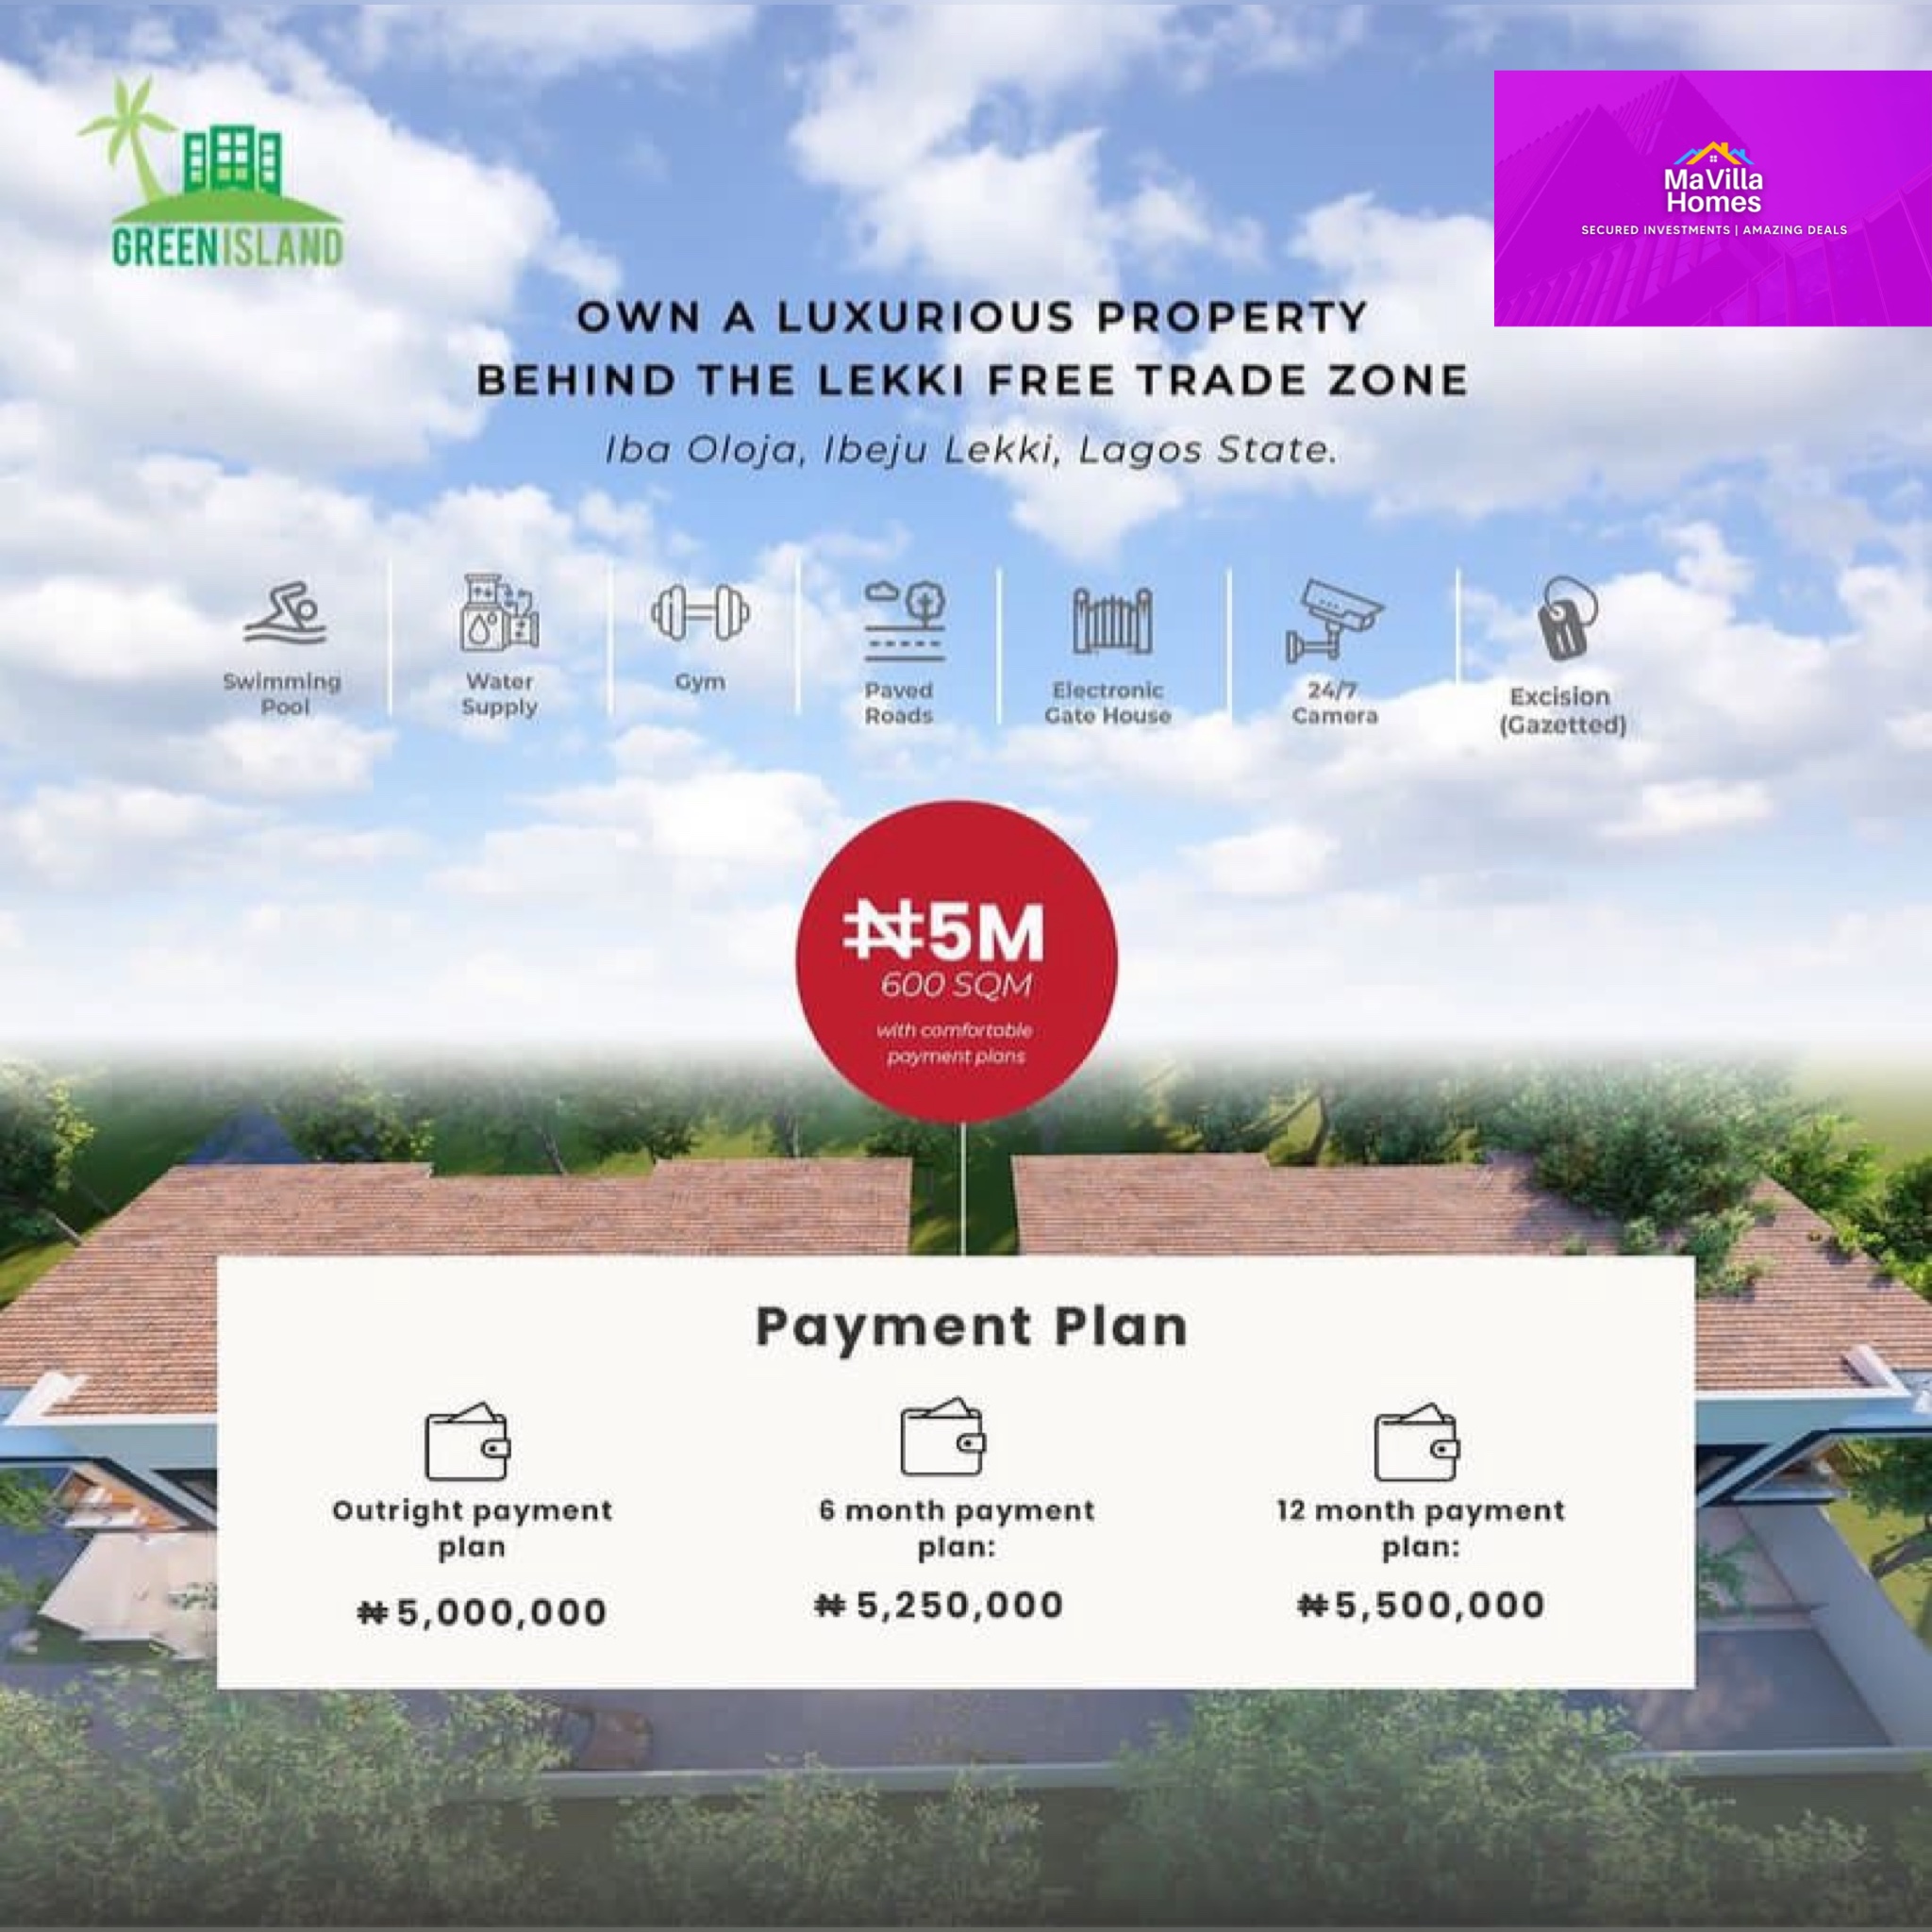 GREENISLAND
MaVilla
Homes
SECURED INVESTMENTS | AMAZING DEALS
OWN A LUXURIOUS PROPERTY
BEHIND THE LEKKI FREE TRADE ZONE
Iba Oloja, Ibeju Lekki, Lagos State.
Swimming
Pool
Water
Supply
Gym
Paved
Roads
Electronic
Gate House
24/7
Camera
Excision
(Gazetted)
₦5M
600 SQM
with comfortable
payment plans
Payment Plan
Outright payment
plan
₦5,000,000
6 month payment
plan:
₦ 5,250,000
12 month payment
plan:
₦5,500,000